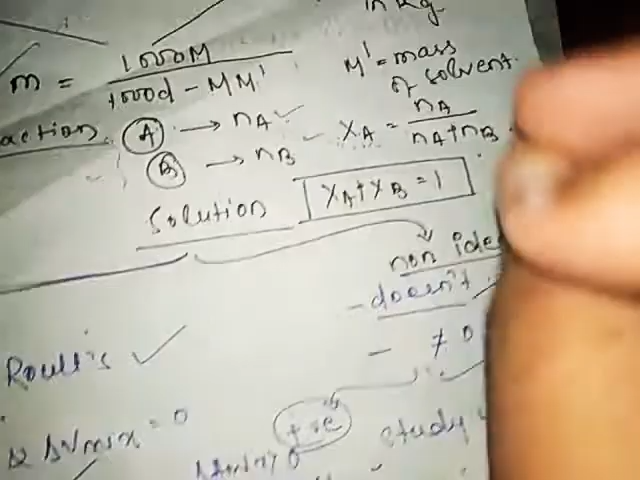 in kg.
m = 1000M / 1000d - MM'
M' = mass
of solvent.
action. A → nA
XA = nA / nA+nB
B → nB
Solution XA+XB = 1
non ide
- doesn't
Roult's
- ≠ 0
ΔVmix = 0
+ve study